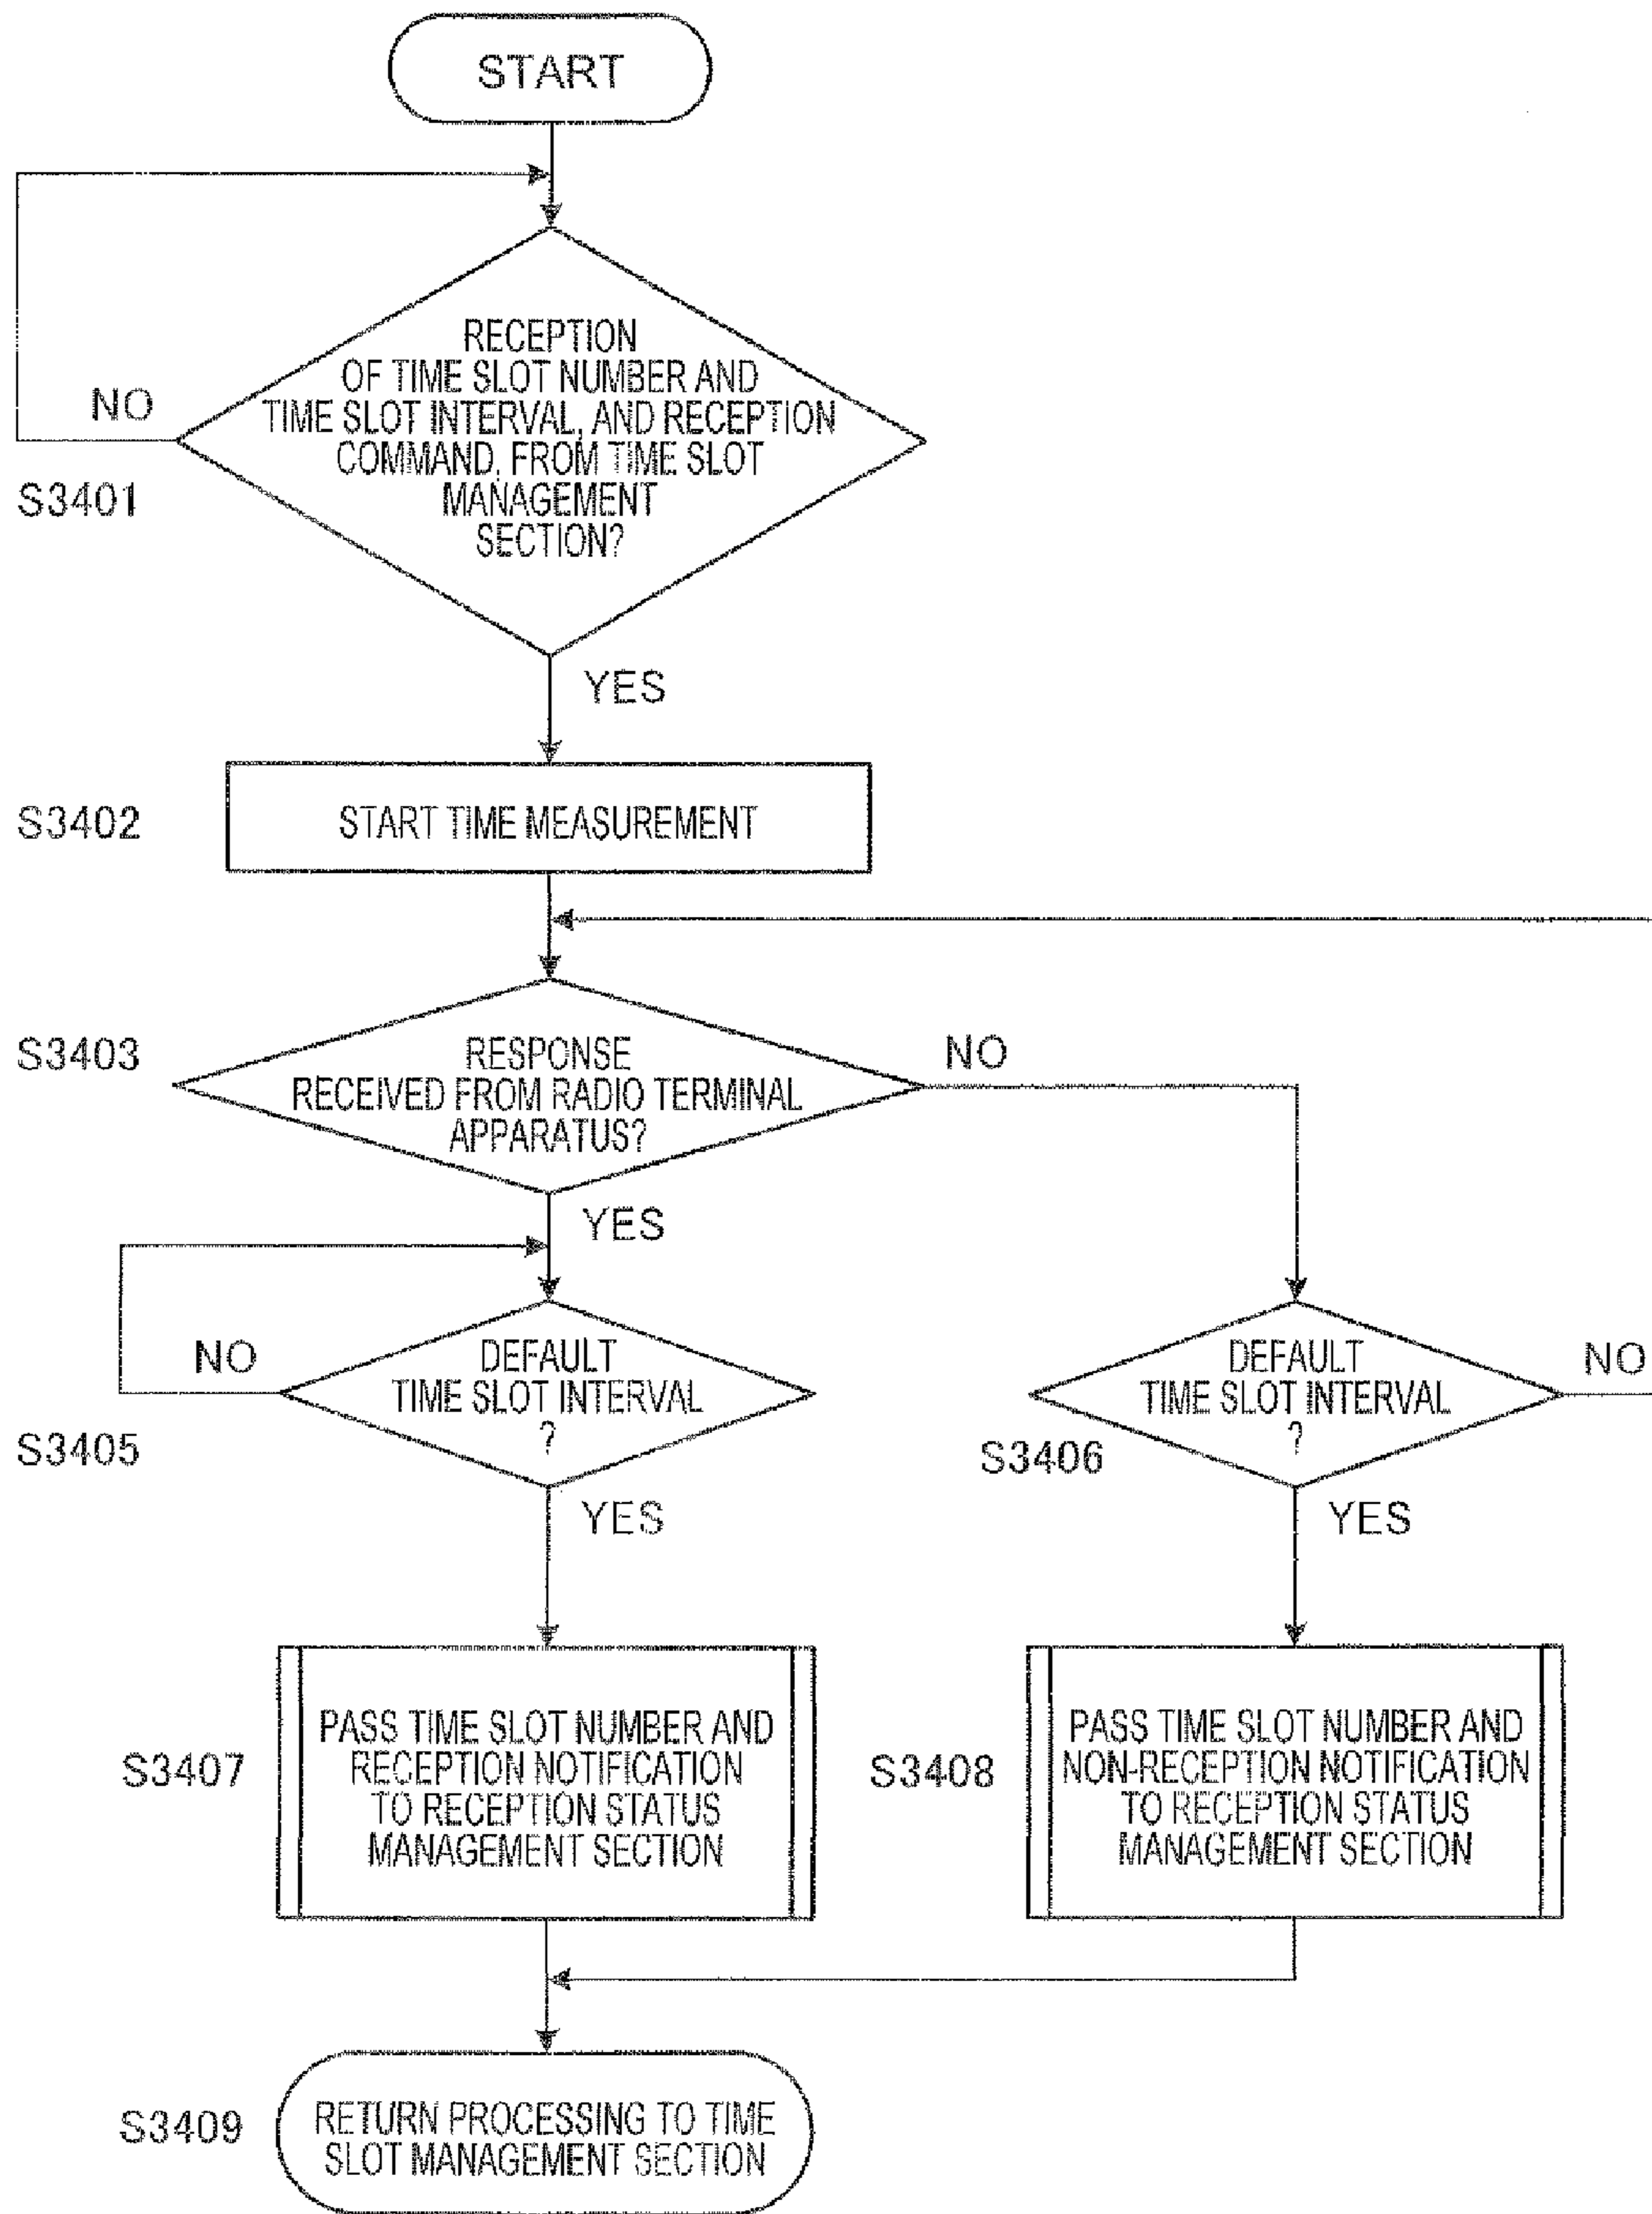 START
RECEPTION
OF TIME SLOT NUMBER AND
TIME SLOT INTERVAL, AND RECEPTION
COMMAND, FROM TIME SLOT
MANAGEMENT
SECTION?
NO
S3401
YES
S3402
START TIME MEASUREMENT
S3403
RESPONSE
RECEIVED FROM RADIO TERMINAL
APPARATUS?
NO
YES
NO
DEFAULT
TIME SLOT INTERVAL
?
S3405
YES
DEFAULT
TIME SLOT INTERVAL
?
NO
S3406
YES
S3407
PASS TIME SLOT NUMBER AND
RECEPTION NOTIFICATION
TO RECEPTION STATUS
MANAGEMENT SECTION
S3408
PASS TIME SLOT NUMBER AND
NON-RECEPTION NOTIFICATION
TO RECEPTION STATUS
MANAGEMENT SECTION
S3409
RETURN PROCESSING TO TIME
SLOT MANAGEMENT SECTION